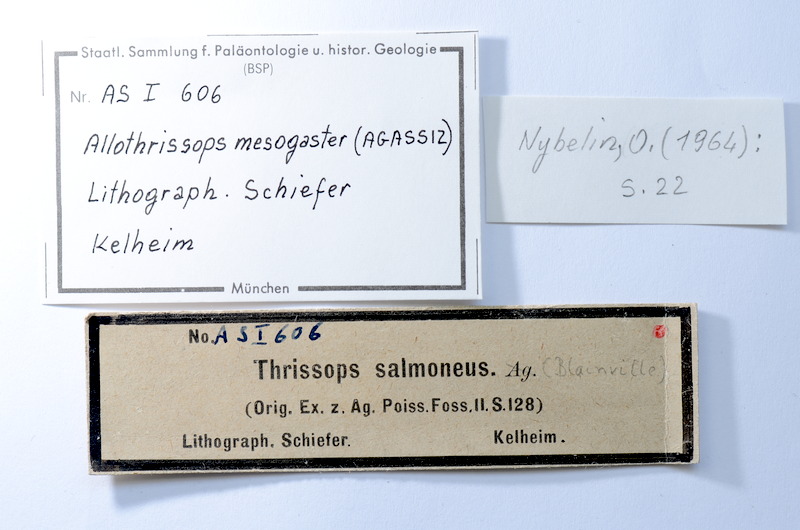 Staatl. Sammlung f. Paläontologie u. histor. Geologie
(BSP)
Nr. AS I 606
Allothrissops mesogaster (AGASSIZ)
Lithograph. Schiefer
Kelheim
München
Nybelin, O. (1964):
S. 22
No. A S I 606
Thrissops salmoneus. Ag. (Blainville)
(Orig. Ex. z. Ag. Poiss. Foss. II. S. 128)
Lithograph. Schiefer. Kelheim.